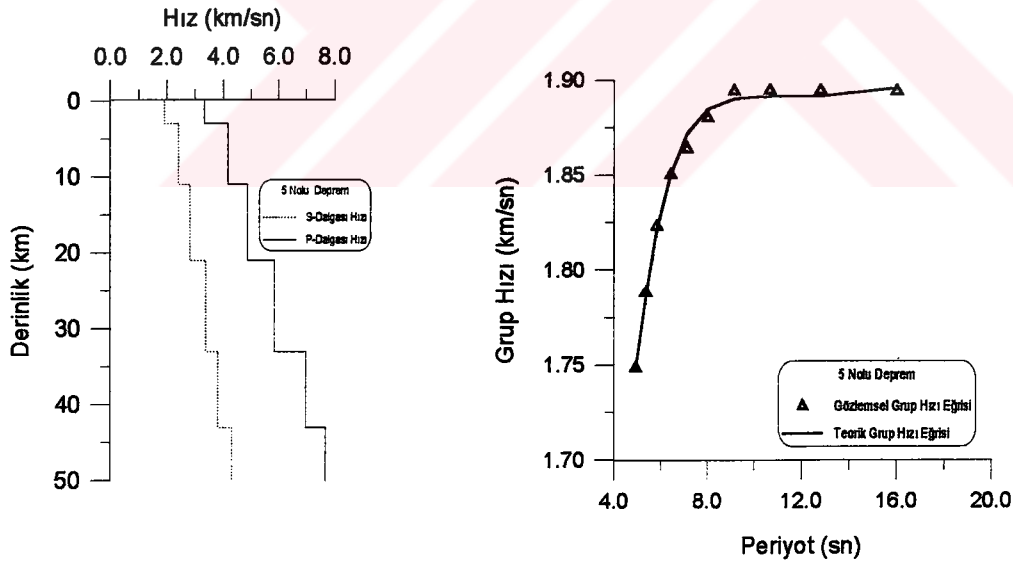 Hız (km/sn)
0.0 2.0 4.0 6.0 8.0
0
10
20
30
40
50
Derinlik (km)
5 Nolu Deprem
S-Dalgası Hızı
P-Dalgası Hızı
1.90
1.85
1.80
1.75
1.70
Grup Hızı (km/sn)
5 Nolu Deprem
Gözlemsel Grup Hızı Eğrisi
Teorik Grup Hızı Eğrisi
4.0 8.0 12.0 16.0 20.0
Periyot (sn)